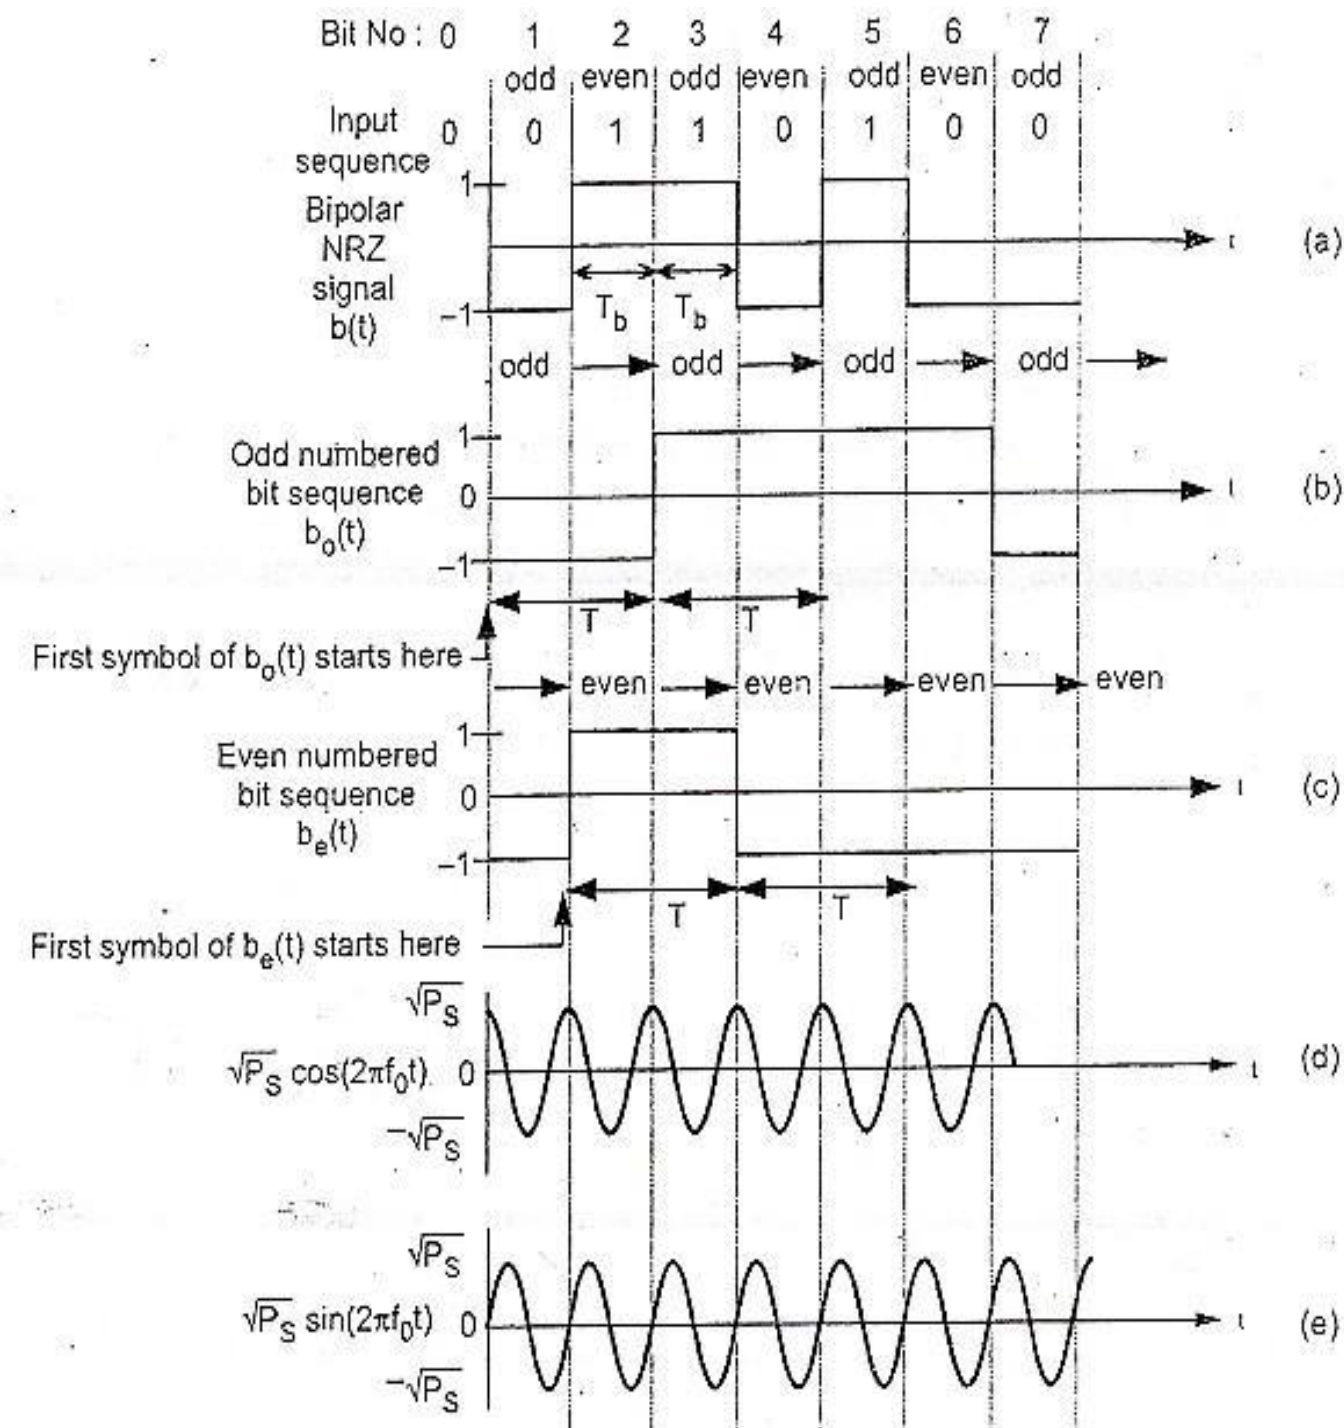 Bit No : 0 1 2 3 4 5 6 7
odd even odd even odd even odd
Input sequence 0 0 1 1 0 1 0 0
1
Bipolar
NRZ
signal
b(t)
−1
t (a)
T_b T_b
odd odd odd odd
1
Odd numbered
bit sequence
b_o(t)
0
−1
t (b)
T T
First symbol of b_o(t) starts here
even even even even
1
Even numbered
bit sequence
b_e(t)
0
−1
t (c)
T T
First symbol of b_e(t) starts here
√P_S
√P_S cos(2πf_0t) 0 t (d)
−√P_S
√P_S
√P_S sin(2πf_0t) 0 t (e)
−√P_S